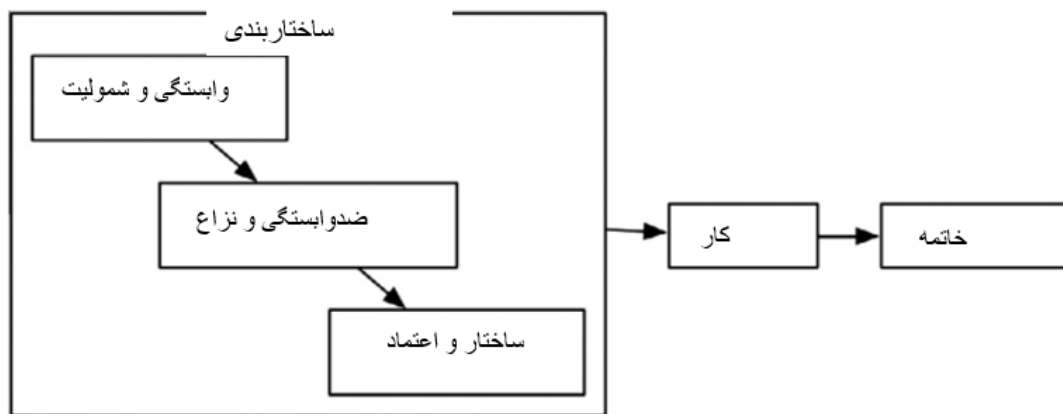 ساختاربندی
وابستگی و شمولیت
ضدوابستگی و نزاع
ساختار و اعتماد
کار
خاتمه